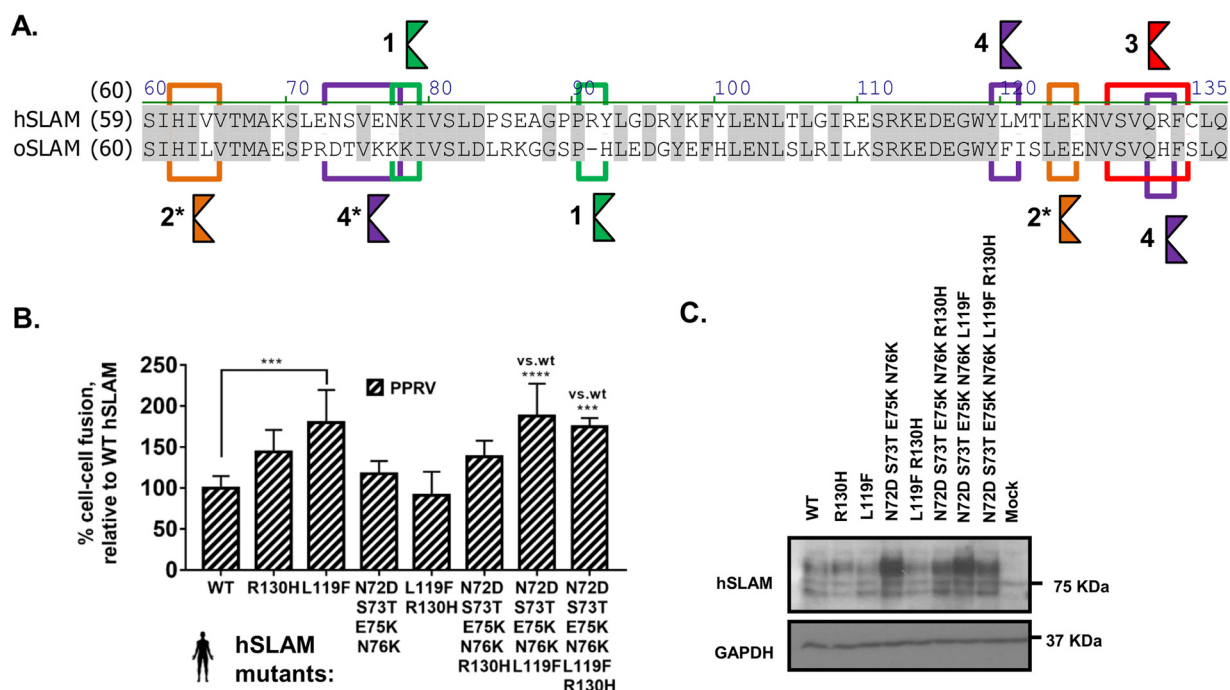 A.
1
4
3
(60) 60 70 80 90 100 110 120 135
hSLAM (59) SIHIVVTMAKSLENSVENKIVSLDPSEAGPPRYLGDRYKFYLENLTLGIRESRKEDEGWYLMTLEKNVSVQRFCLQ
oSLAM (60) SIHILVTMAESPRDTVKKKIVSLDLRKGGSP-HLEDGYEFHLENLSLRILKSRKEDEGWYFISLEENVSVQHFSLQ
2*
4*
1
2*
4
B.
% cell-cell fusion,
relative to WT hSLAM
250
200
150
100
50
0
***
PPRV
vs.wt
****
vs.wt
***
WT
R130H
L119F
N72D
S73T
E75K
N76K
L119F
R130H
N72D
S73T
E75K
N76K
R130H
N72D
S73T
E75K
N76K
L119F
N72D
S73T
E75K
N76K
L119F
R130H
hSLAM
mutants:
C.
WT
R130H
L119F
N72D S73T E75K N76K
L119F R130H
N72D S73T E75K N76K R130H
N72D S73T E75K N76K L119F
N72D S73T E75K N76K L119F R130H
Mock
hSLAM
75 KDa
GAPDH
37 KDa